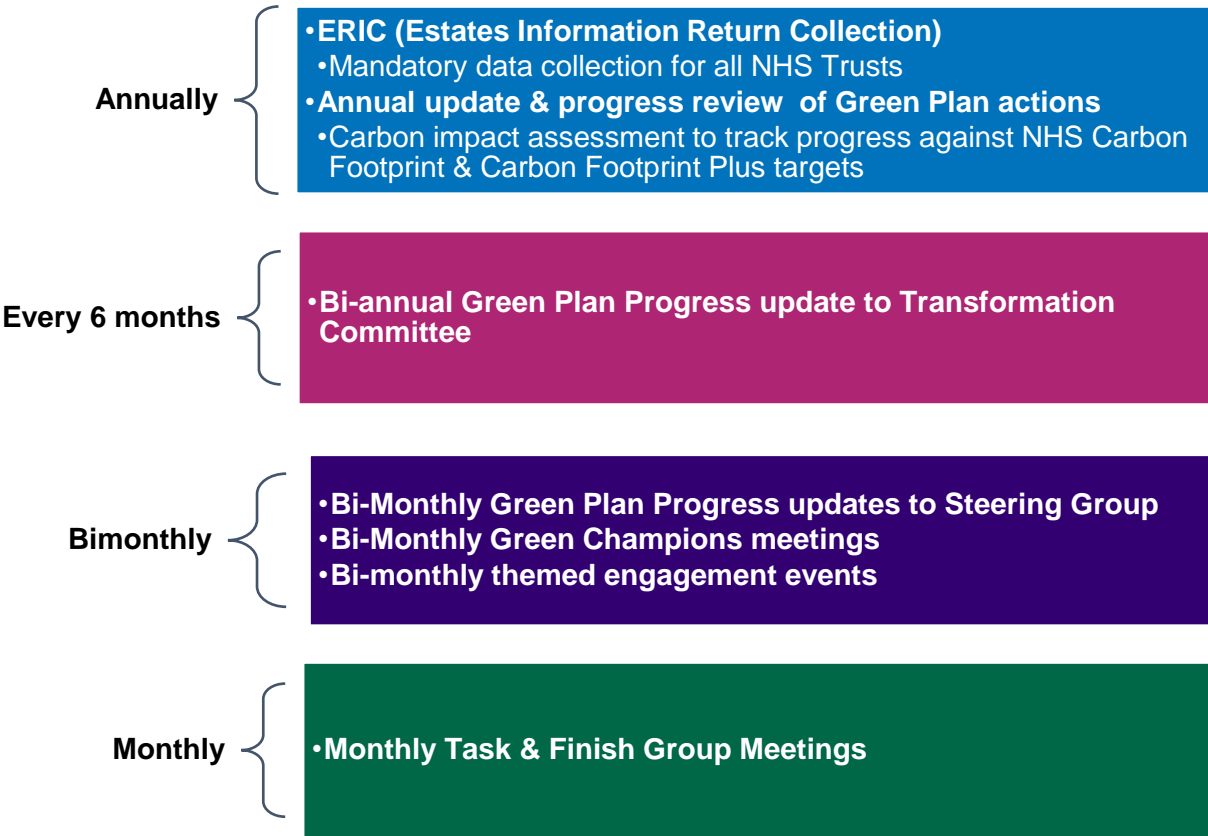 Annually
•ERIC (Estates Information Return Collection)
•Mandatory data collection for all NHS Trusts
•Annual update & progress review of Green Plan actions
•Carbon impact assessment to track progress against NHS Carbon
Footprint & Carbon Footprint Plus targets
Every 6 months
•Bi-annual Green Plan Progress update to Transformation
Committee
Bimonthly
•Bi-Monthly Green Plan Progress updates to Steering Group
•Bi-Monthly Green Champions meetings
•Bi-monthly themed engagement events
Monthly
•Monthly Task & Finish Group Meetings